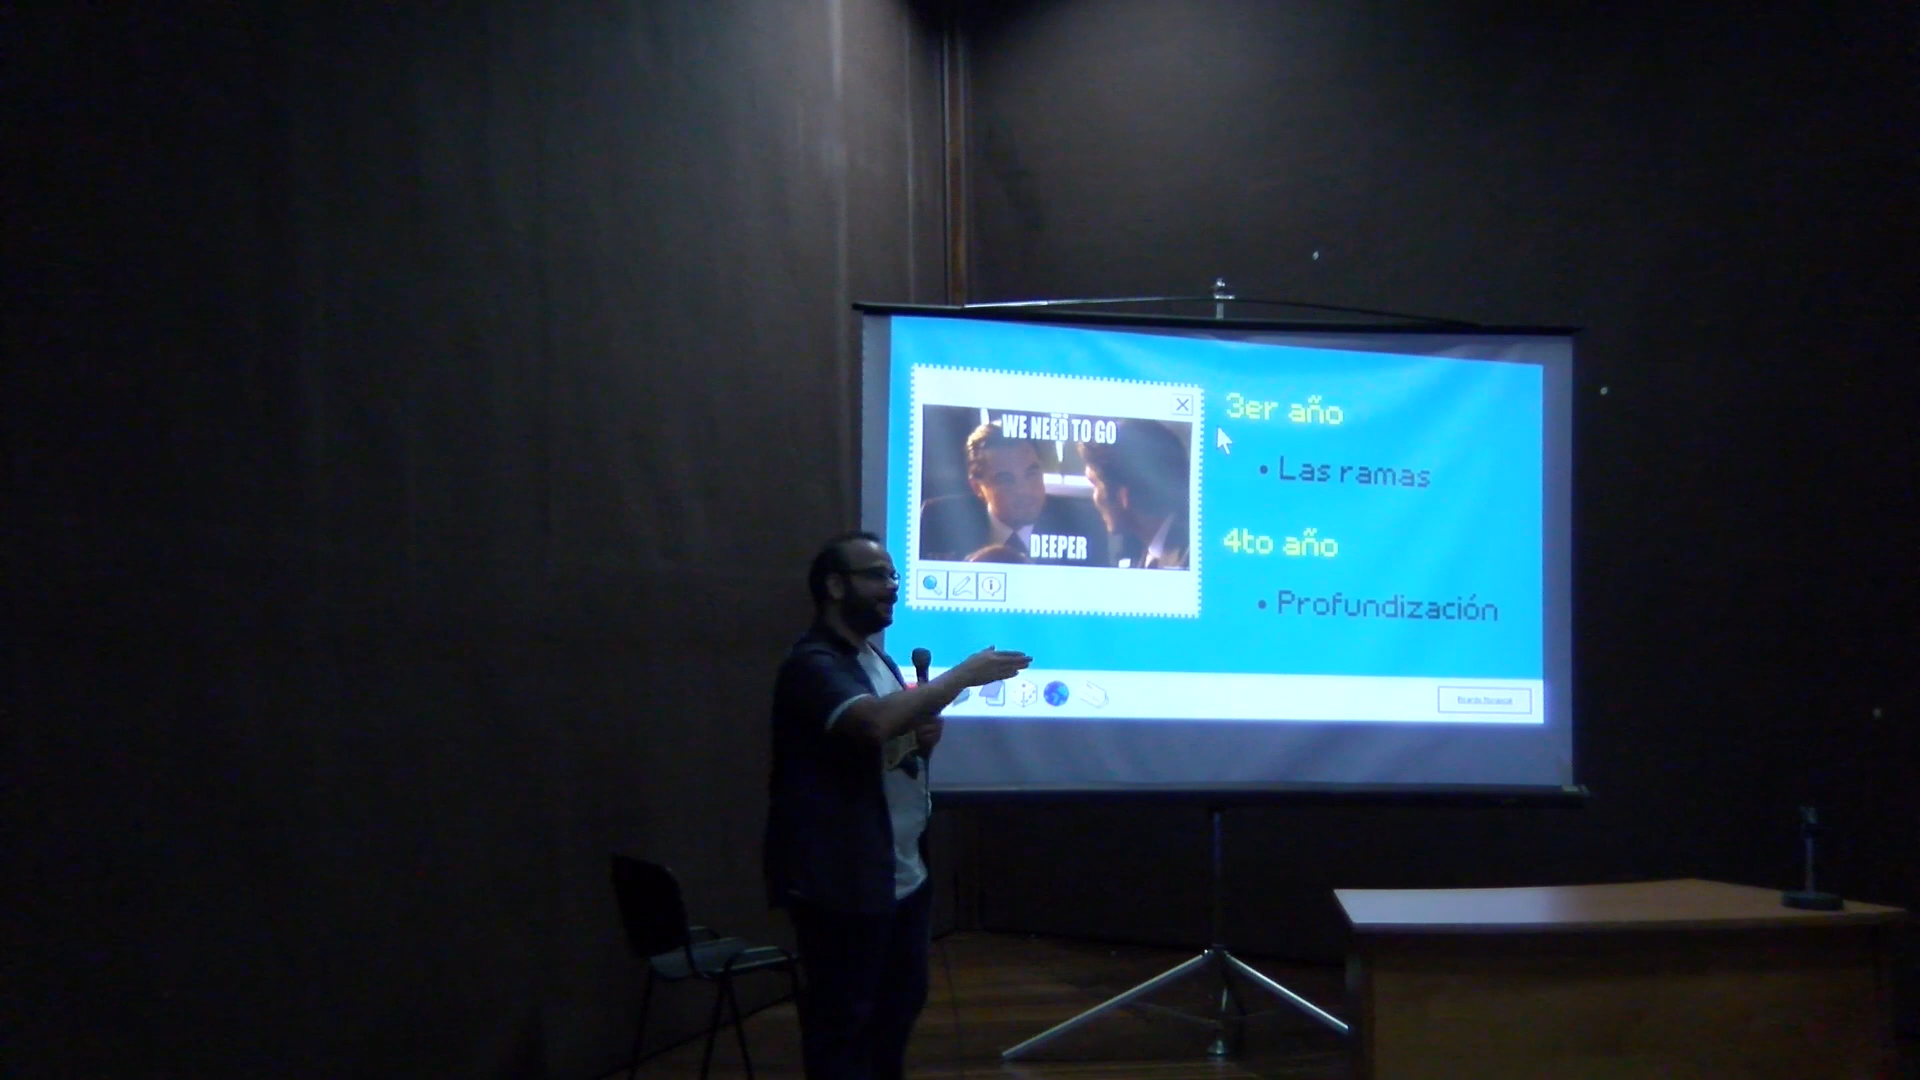 WE NEED TO GO
DEEPER
3er año
• Las ramas
4to año
• Profundización